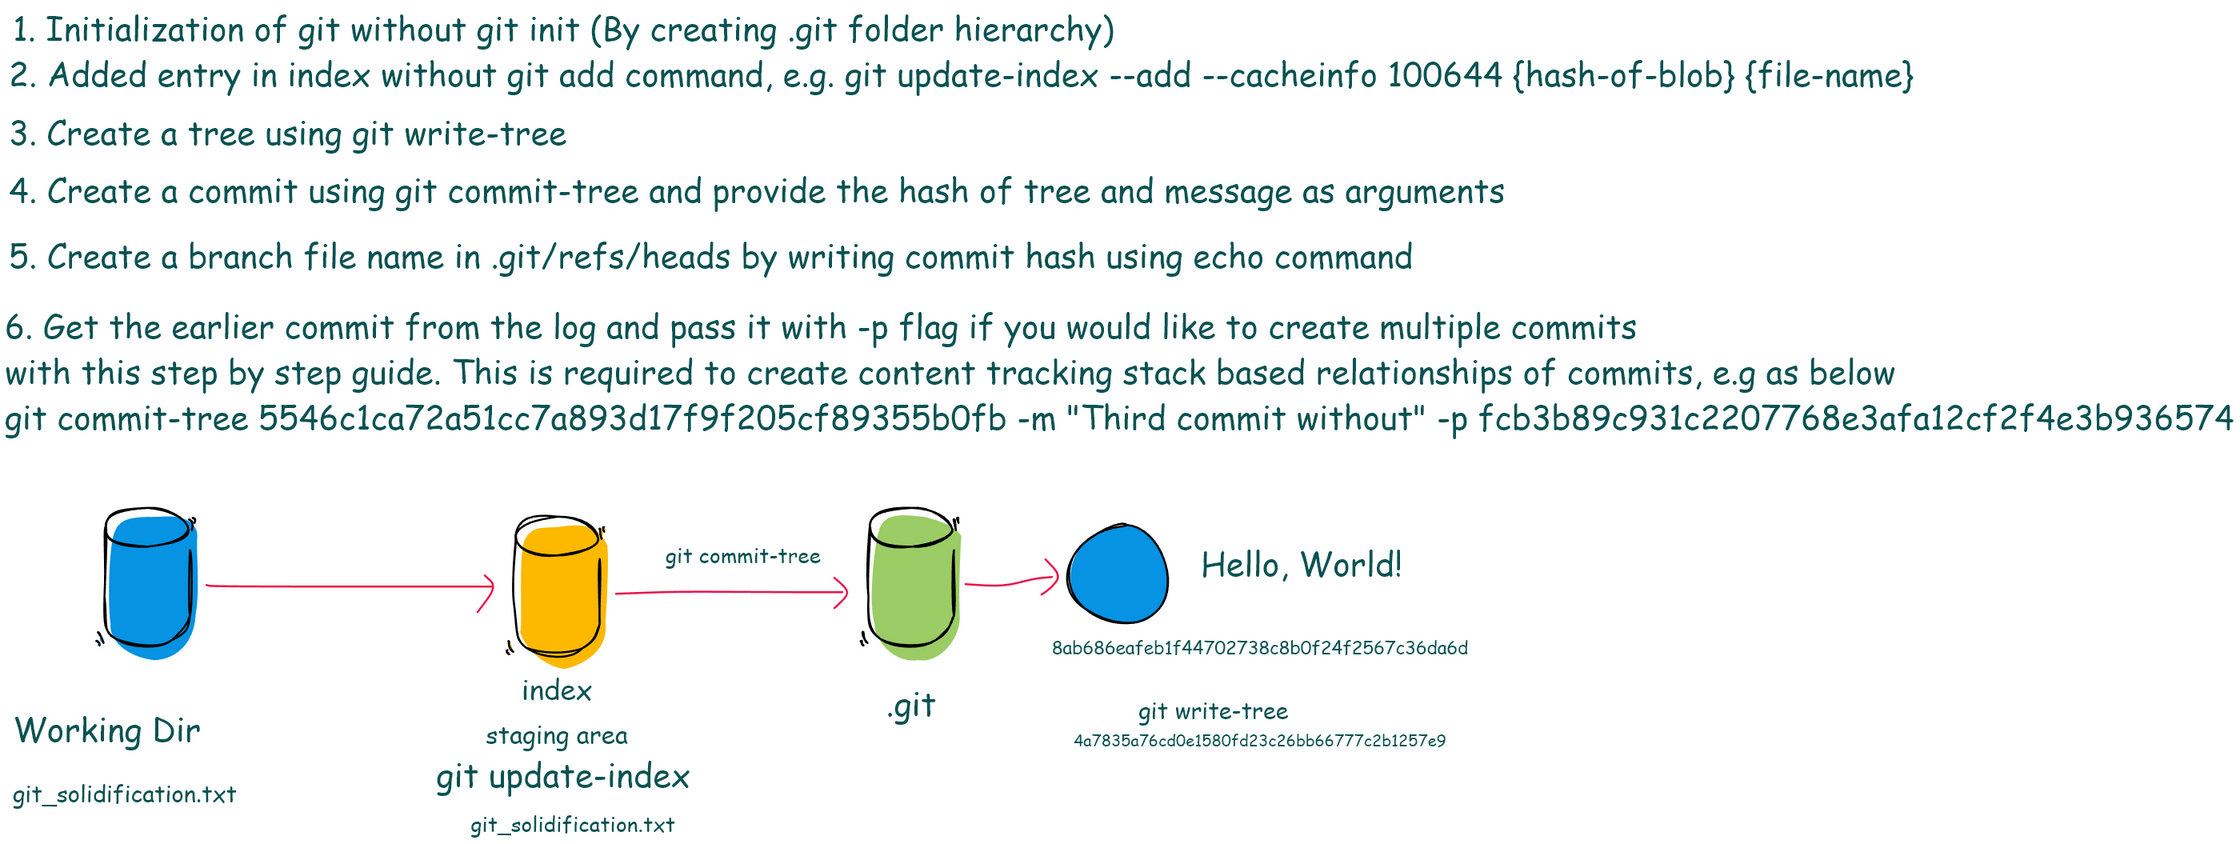 1. Initialization of git without git init (By creating .git folder hierarchy)
2. Added entry in index without git add command, e.g. git update-index --add --cacheinfo 100644 {hash-of-blob} {file-name}
3. Create a tree using git write-tree
4. Create a commit using git commit-tree and provide the hash of tree and message as arguments
5. Create a branch file name in .git/refs/heads by writing commit hash using echo command
6. Get the earlier commit from the log and pass it with -p flag if you would like to create multiple commits
with this step by step guide. This is required to create content tracking stack based relationships of commits, e.g as below
git commit-tree 5546c1ca72a51cc7a893d17f9f205cf89355b0fb -m "Third commit without" -p fcb3b89c931c2207768e3afa12cf2f4e3b936574
git commit-tree
Hello, World!
8ab686eafeb1f44702738c8b0f24f2567c36da6d
index
.git
git write-tree
Working Dir
staging area
4a7835a76cd0e1580fd23c26bb66777c2b1257e9
git update-index
git_solidification.txt
git_solidification.txt